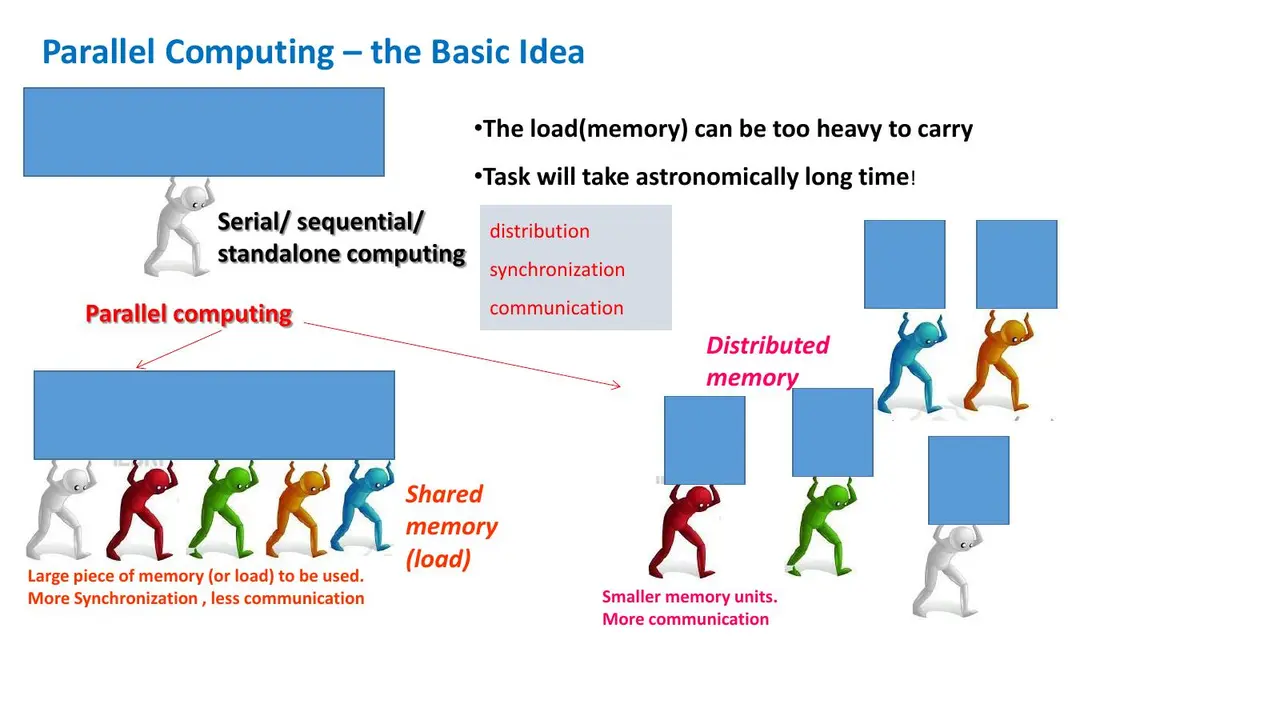 Parallel Computing – the Basic Idea
•The load(memory) can be too heavy to carry
•Task will take astronomically long time!
Serial/ sequential/
standalone computing
distribution
synchronization
communication
Parallel computing
Distributed
memory
Shared
memory
(load)
Large piece of memory (or load) to be used.
More Synchronization , less communication
Smaller memory units.
More communication